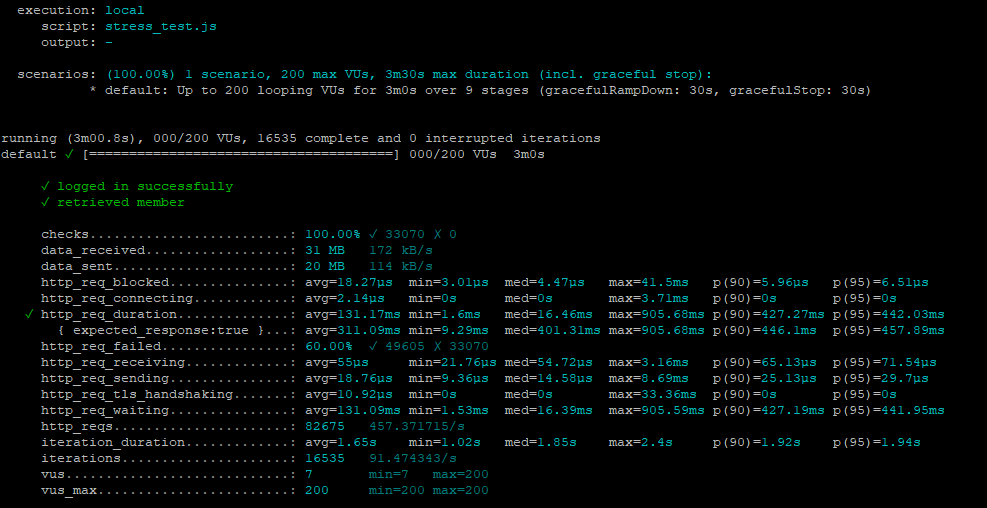 execution: local
script: stress_test.js
output: -
scenarios: (100.00%) 1 scenario, 200 max VUs, 3m30s max duration (incl. graceful stop):
* default: Up to 200 looping VUs for 3m0s over 9 stages (gracefulRampDown: 30s, gracefulStop: 30s)
running (3m00.8s), 000/200 VUs, 16535 complete and 0 interrupted iterations
default ✓ [======================================] 000/200 VUs  3m0s
✓ logged in successfully
✓ retrieved member
checks.........................: 100.00% ✓ 33070 ✗ 0
data_received..................: 31 MB   172 kB/s
data_sent......................: 20 MB   114 kB/s
http_req_blocked...............: avg=18.27µs  min=3.01µs  med=4.47µs   max=41.5ms   p(90)=5.96µs   p(95)=6.51µs
http_req_connecting............: avg=2.14µs   min=0s      med=0s       max=3.71ms   p(90)=0s       p(95)=0s
✓ http_req_duration..............: avg=131.17ms min=1.6ms   med=16.46ms  max=905.68ms p(90)=427.27ms p(95)=442.03ms
{ expected_response:true }...: avg=311.09ms min=9.29ms  med=401.31ms max=905.68ms p(90)=446.1ms  p(95)=457.89ms
http_req_failed................: 60.00%  ✓ 49605 ✗ 33070
http_req_receiving.............: avg=55µs     min=21.76µs med=54.72µs  max=3.16ms   p(90)=65.13µs  p(95)=71.54µs
http_req_sending...............: avg=18.76µs  min=9.36µs  med=14.58µs  max=8.69ms   p(90)=25.13µs  p(95)=29.7µs
http_req_tls_handshaking.......: avg=10.92µs  min=0s      med=0s       max=33.36ms  p(90)=0s       p(95)=0s
http_req_waiting...............: avg=131.09ms min=1.53ms  med=16.39ms  max=905.59ms p(90)=427.19ms p(95)=441.95ms
http_reqs......................: 82675   457.371715/s
iteration_duration.............: avg=1.65s    min=1.02s   med=1.85s    max=2.4s     p(90)=1.92s    p(95)=1.94s
iterations.....................: 16535   91.474343/s
vus............................: 7       min=7   max=200
vus_max........................: 200     min=200 max=200